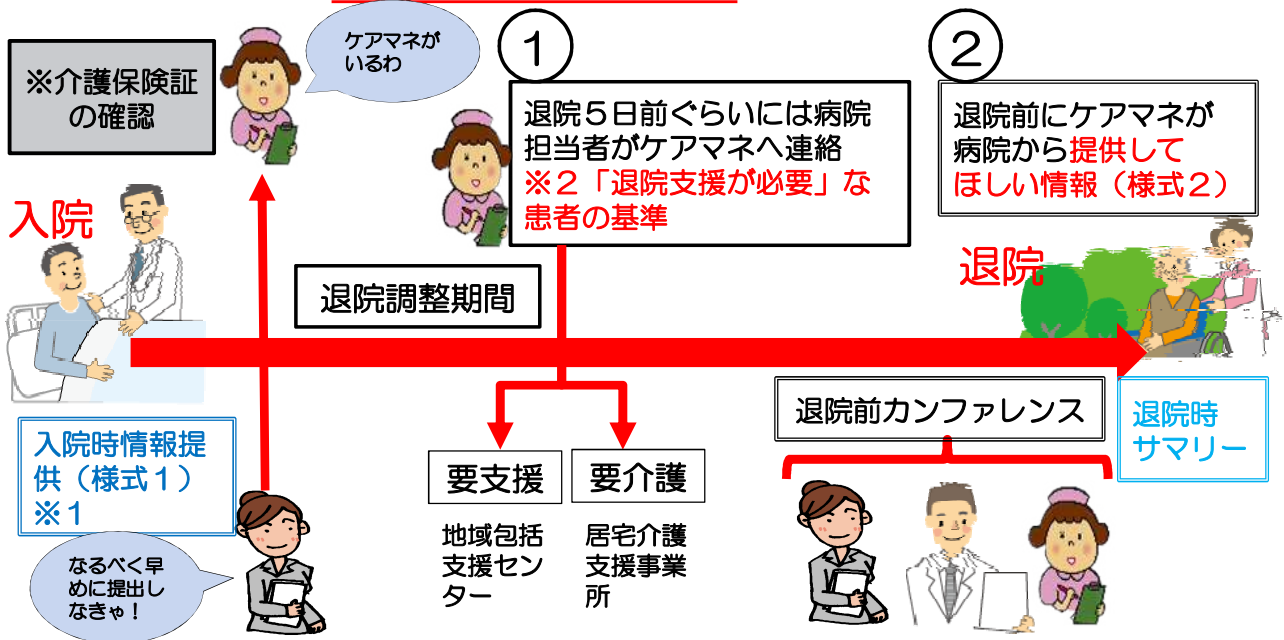 ※介護保険証
の確認
ケアマネが
いるわ
①
退院５日前ぐらいには病院
担当者がケアマネへ連絡
※２「退院支援が必要」な
患者の基準
②
退院前にケアマネが
病院から提供して
ほしい情報（様式２）
入院
退院調整期間
退院
入院時情報提
供（様式１）
※１
なるべく早
めに提出し
なきゃ！
要支援
地域包括
支援セン
ター
要介護
居宅介護
支援事業
所
退院前カンファレンス
退院時
サマリー